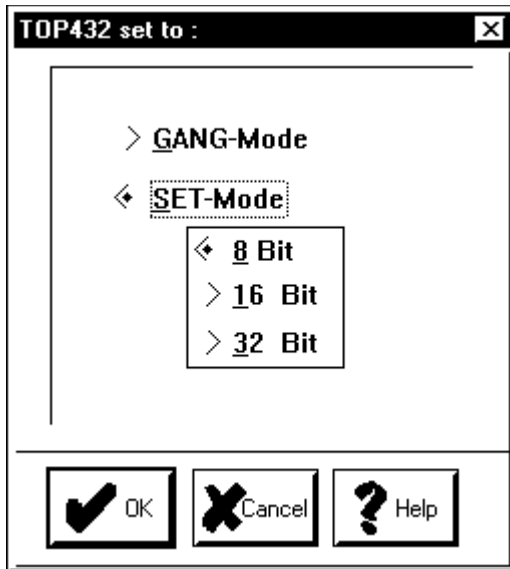 TOP432 set to :
GANG-Mode
SET-Mode
8 Bit
16 Bit
32 Bit
OK
Cancel
Help